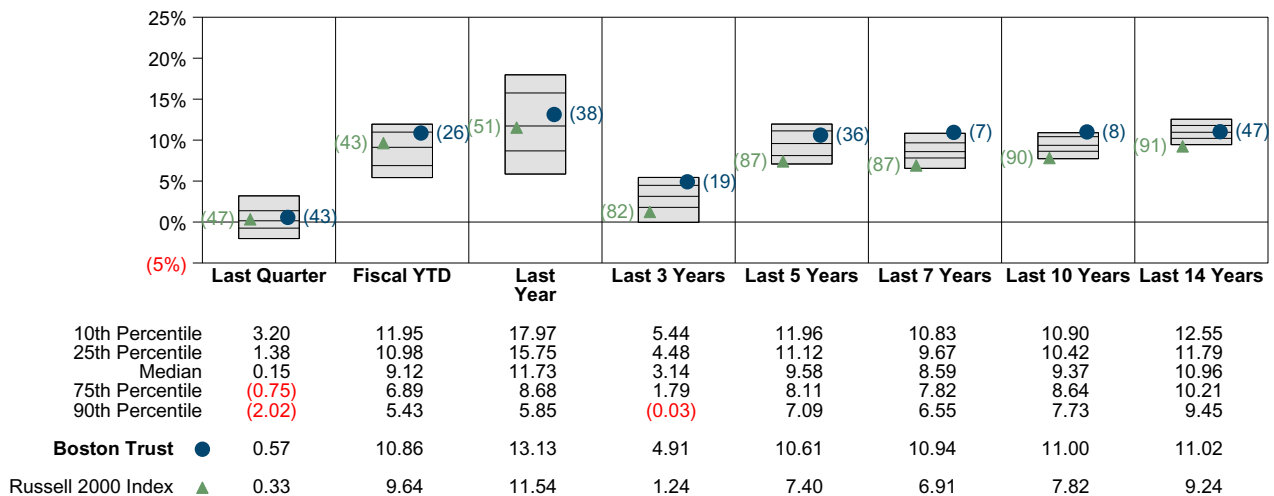 25%
20%
15%
10%
5%
0%
(5%)
(47) (43)
(43) (26)
(51) (38)
(82) (19)
(87) (36)
(87) (7)
(90) (8)
(91) (47)
Last Quarter Fiscal YTD Last Year Last 3 Years Last 5 Years Last 7 Years Last 10 Years Last 14 Years
10th Percentile 3.20 11.95 17.97 5.44 11.96 10.83 10.90 12.55
25th Percentile 1.38 10.98 15.75 4.48 11.12 9.67 10.42 11.79
Median 0.15 9.12 11.73 3.14 9.58 8.59 9.37 10.96
75th Percentile (0.75) 6.89 8.68 1.79 8.11 7.82 8.64 10.21
90th Percentile (2.02) 5.43 5.85 (0.03) 7.09 6.55 7.73 9.45
Boston Trust 0.57 10.86 13.13 4.91 10.61 10.94 11.00 11.02
Russell 2000 Index 0.33 9.64 11.54 1.24 7.40 6.91 7.82 9.24